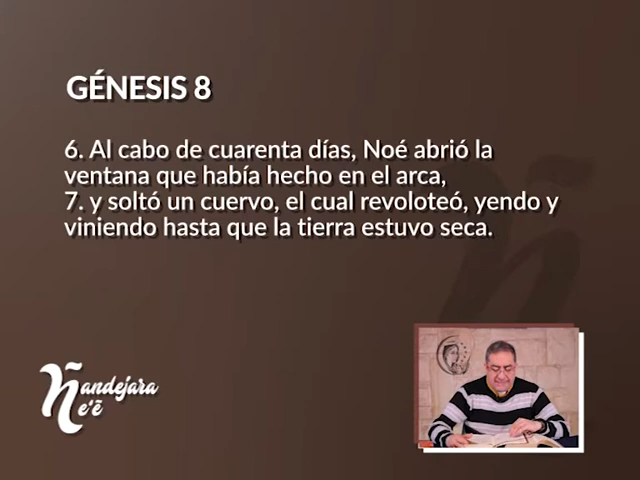 GÉNESIS 8
6. Al cabo de cuarenta días, Noé abrió la
ventana que había hecho en el arca,
7. y soltó un cuervo, el cual revoloteó, yendo y
viniendo hasta que la tierra estuvo seca.
Ñandejara
Ñe'ẽ